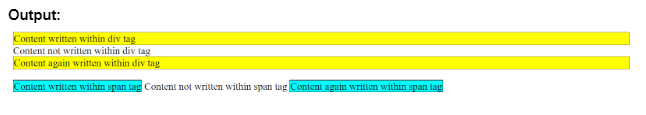 Output:
Content written within div tag
Content not written within div tag
Content again written within div tag
Content written within span tag Content not written within span tag Content again written within span tag